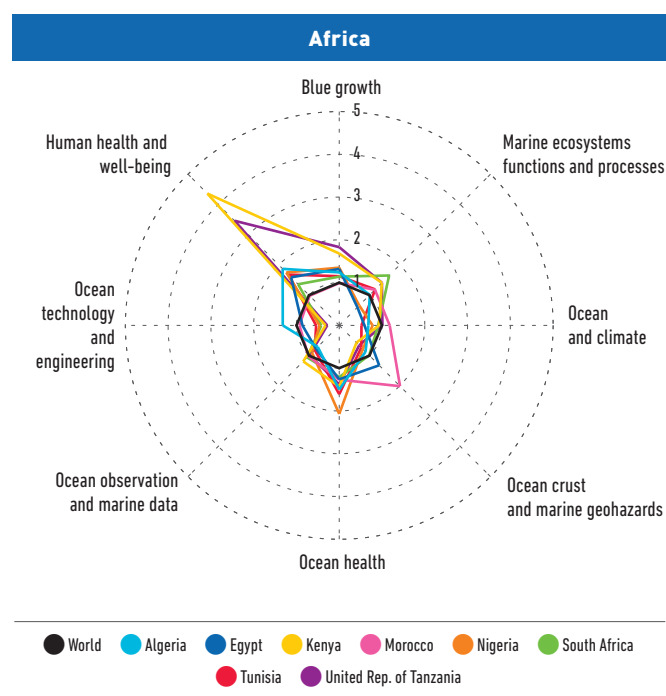 Africa
Blue growth
5
4
3
2
1
Human health and
well-being
Marine ecosystems
functions and processes
Ocean
technology
and
engineering
Ocean
and climate
Ocean observation
and marine data
Ocean crust
and marine geohazards
Ocean health
World
Algeria
Egypt
Kenya
Morocco
Nigeria
South Africa
Tunisia
United Rep. of Tanzania